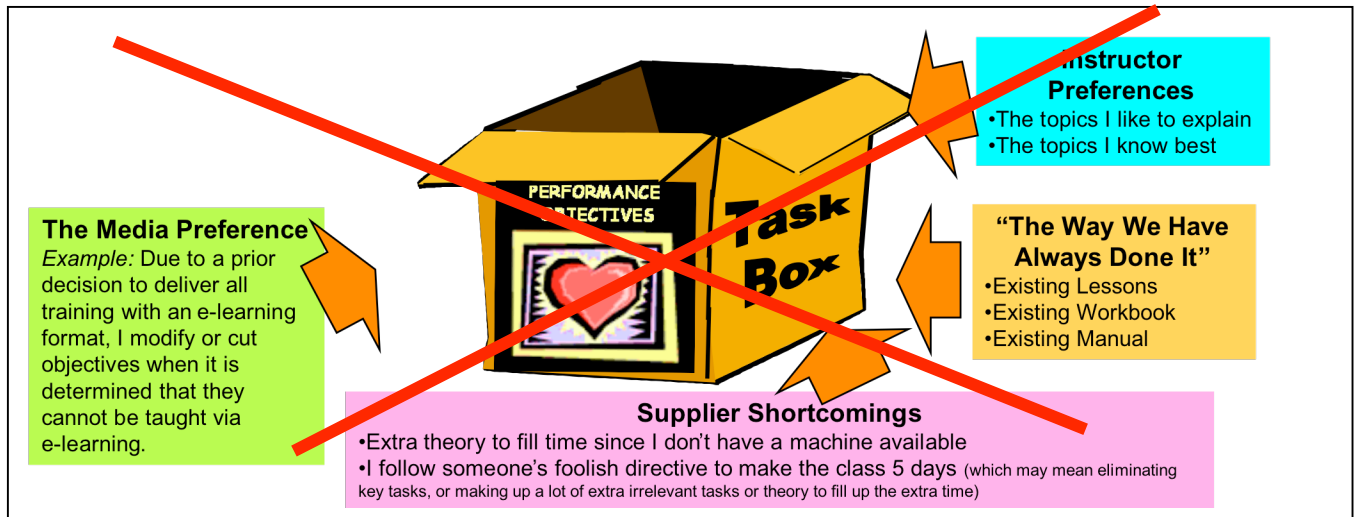 Instructor
Preferences
•The topics I like to explain
•The topics I know best
PERFORMANCE
OBJECTIVES
Task
Box
The Media Preference
Example: Due to a prior
decision to deliver all
training with an e-learning
format, I modify or cut
objectives when it is
determined that they
cannot be taught via
e-learning.
“The Way We Have
Always Done It”
•Existing Lessons
•Existing Workbook
•Existing Manual
Supplier Shortcomings
•Extra theory to fill time since I don’t have a machine available
•I follow someone’s foolish directive to make the class 5 days (which may mean eliminating
key tasks, or making up a lot of extra irrelevant tasks or theory to fill up the extra time)